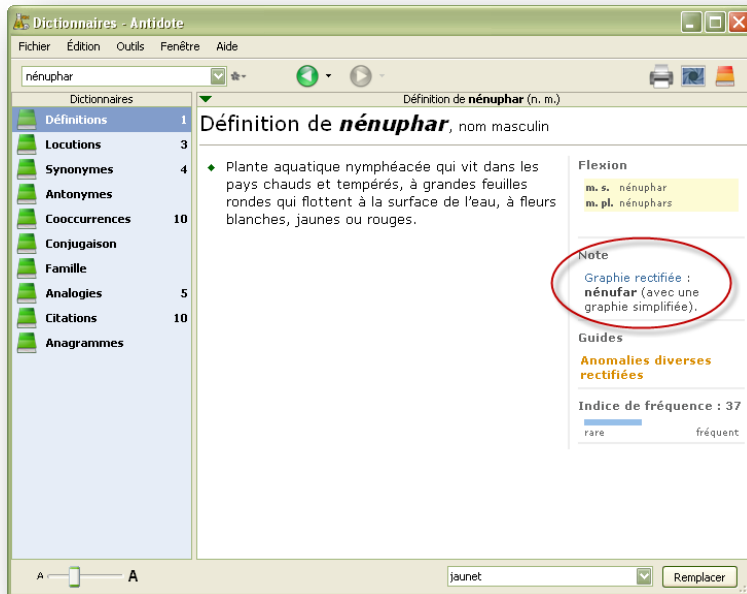 Dictionnaires - Antidote
Fichier Édition Outils Fenêtre Aide
nénuphar
Dictionnaires
Définition de nénuphar (n. m.)
Définitions 1
Locutions 3
Synonymes 4
Antonymes
Cooccurrences 10
Conjugaison
Famille
Analogies 5
Citations 10
Anagrammes
Définition de nénuphar, nom masculin
Plante aquatique nymphéacée qui vit dans les
pays chauds et tempérés, à grandes feuilles
rondes qui flottent à la surface de l'eau, à fleurs
blanches, jaunes ou rouges.
Flexion
m. s. nénuphar
m. pl. nénuphars
Note
Graphie rectifiée :
nénufar (avec une
graphie simplifiée).
Guides
Anomalies diverses
rectifiées
Indice de fréquence : 37
rare fréquent
A A
jaunet
Remplacer